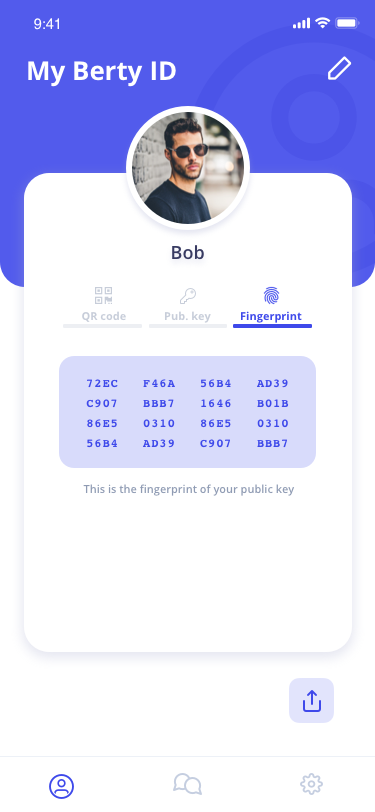 9:41
My Berty ID
Bob
QR code Pub. key Fingerprint
72EC F46A 56B4 AD39
C907 BBB7 1646 B01B
86E5 0310 86E5 0310
56B4 AD39 C907 BBB7
This is the fingerprint of your public key